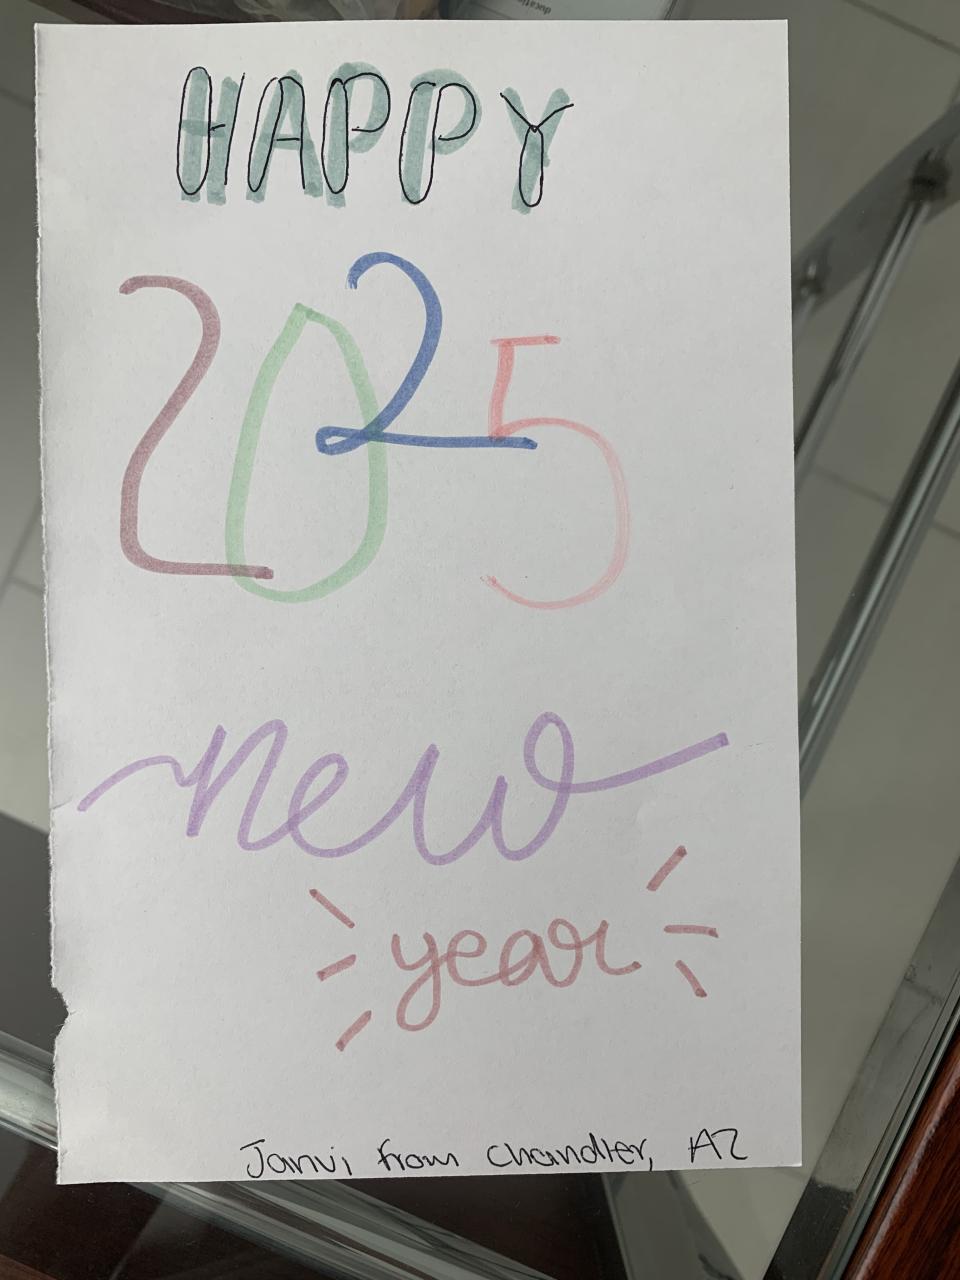 HAPPY
2025
new
year
Janvi from Chandler, AZ